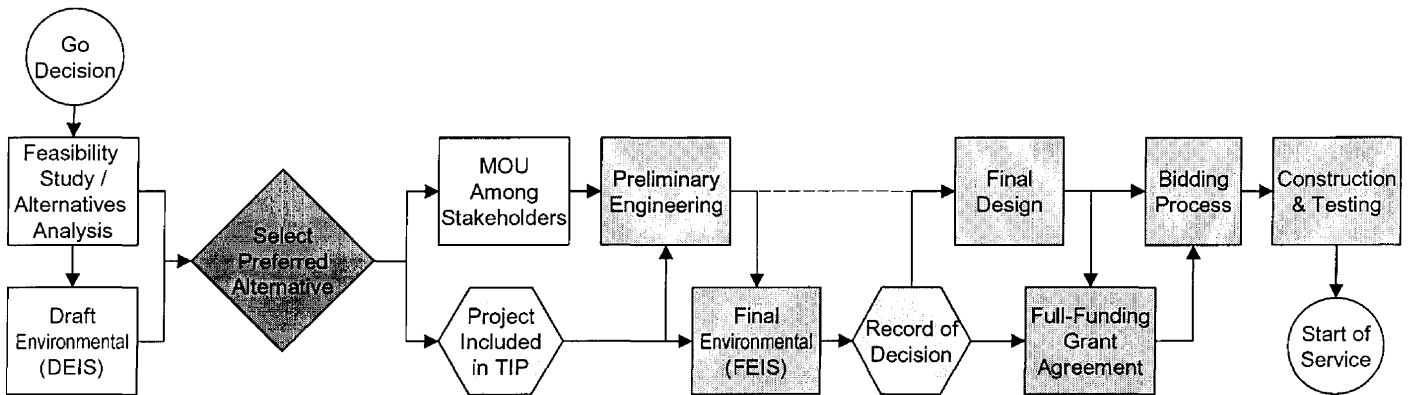 Go
Decision
Feasibility
Study /
Alternatives
Analysis
Draft
Environmental
(DEIS)
Select
Preferred
Alternative
MOU
Among
Stakeholders
Project
Included
in TIP
Preliminary
Engineering
Final
Environmental
(FEIS)
Record of
Decision
Final
Design
Full-Funding
Grant
Agreement
Bidding
Process
Construction
& Testing
Start of
Service